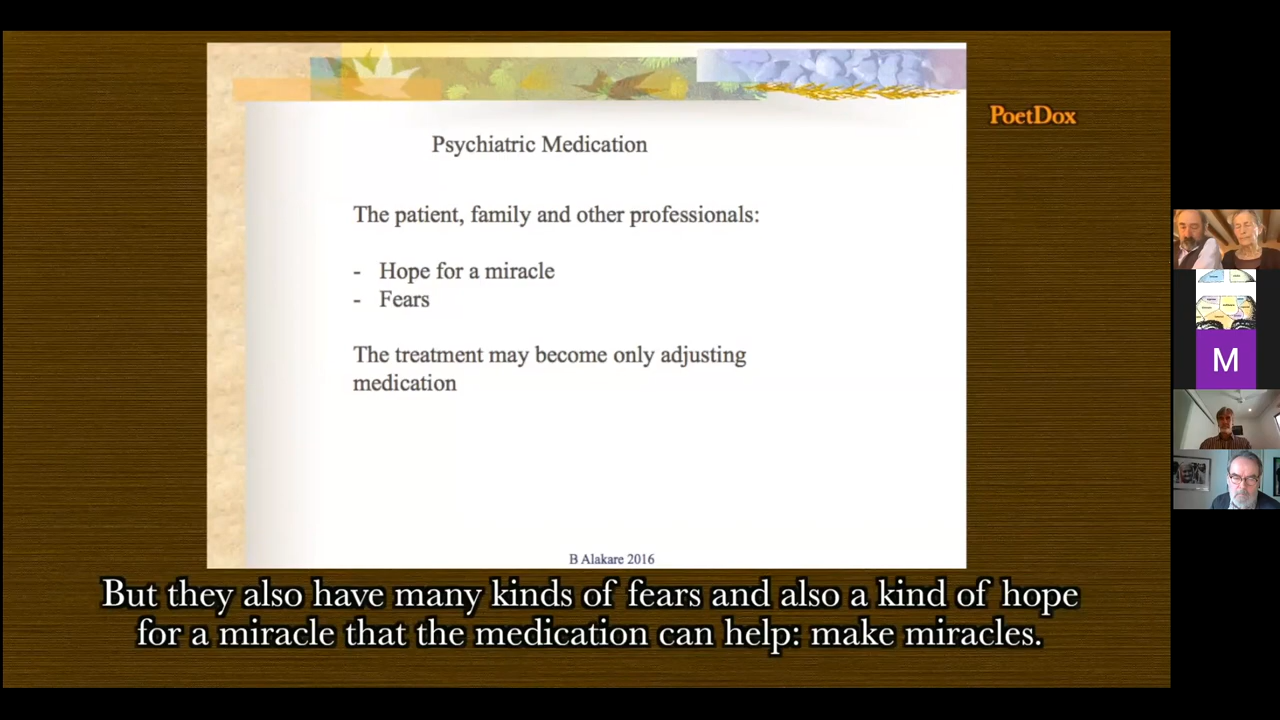 PoetDox
Psychiatric Medication
The patient, family and other professionals:
- Hope for a miracle
- Fears
The treatment may become only adjusting
medication
B Alakare 2016
But they also have many kinds of fears and also a kind of hope
for a miracle that the medication can help: make miracles.
M